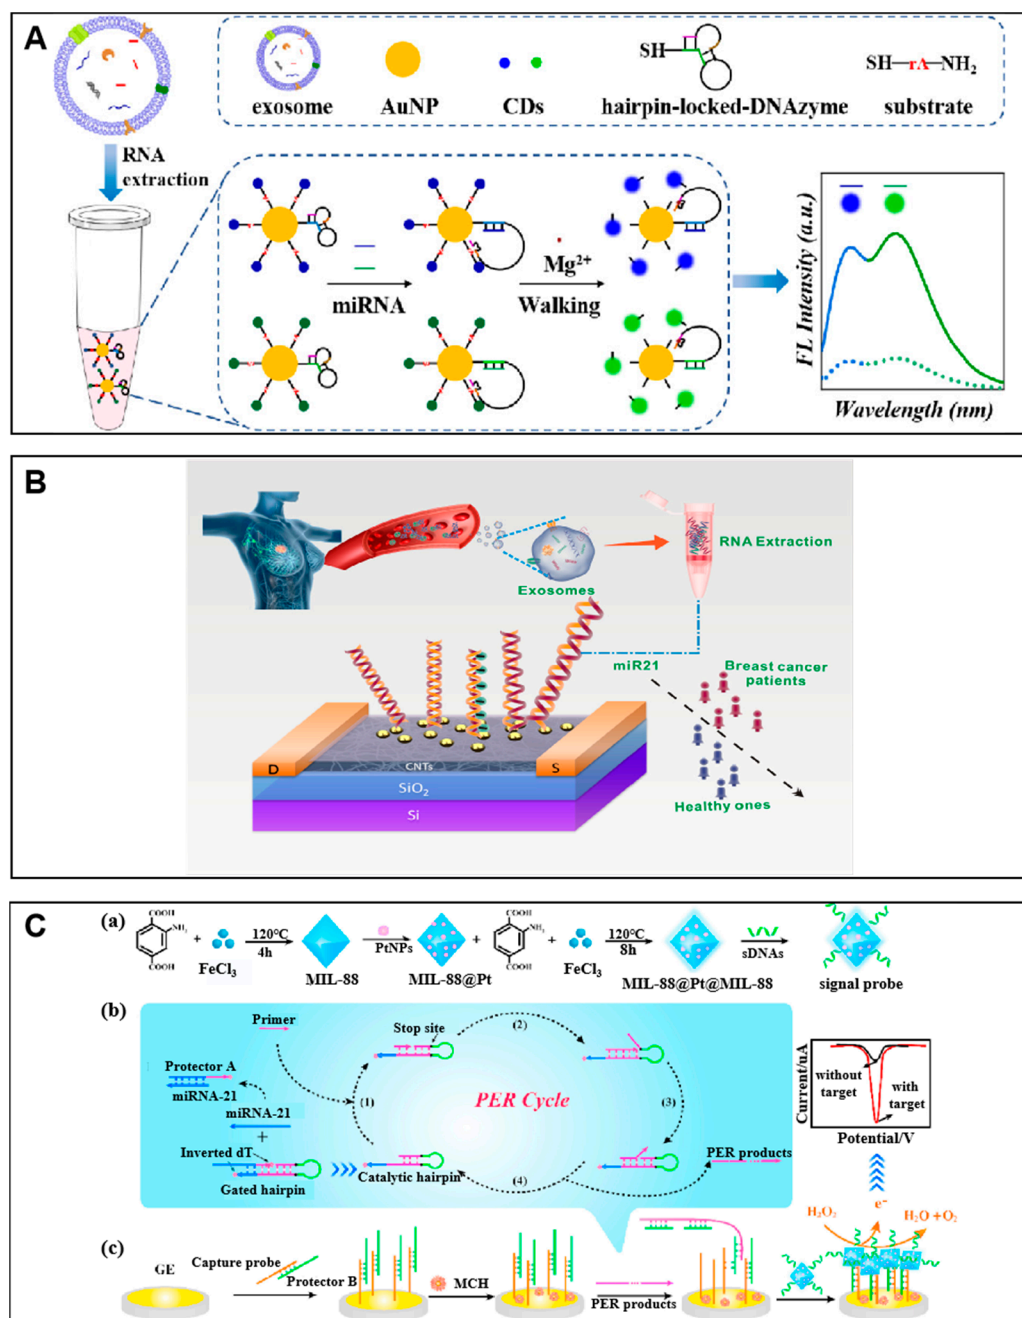 A
exosome
AuNP
CDs
SH
hairpin-locked-DNAzyme
SH—rA—NH2
substrate
RNA
extraction
miRNA
Mg2+
Walking
FL Intensity (a.u.)
Wavelength (nm)
B
RNA Extraction
Exosomes
miR21
Breast cancer
patients
D
CNTs
S
SiO2
Si
Healthy ones
C
(a)
COOH
NH2
COOH
+
FeCl3
120℃
4h
MIL-88
PtNPs
MIL-88@Pt
+
COOH
NH2
COOH
+
FeCl3
120℃
8h
MIL-88@Pt@MIL-88
sDNAs
signal probe
(b)
Primer
Stop site
(2)
Protector A
miRNA-21
miRNA-21
+
(1)
PER Cycle
(3)
Inverted dT
Gated hairpin
Catalytic hairpin
(4)
PER products
Current/uA
without
target
with
target
Potential/V
H2O2
e-
H2O+O2
(c)
GE
Capture probe
Protector B
MCH
PER products